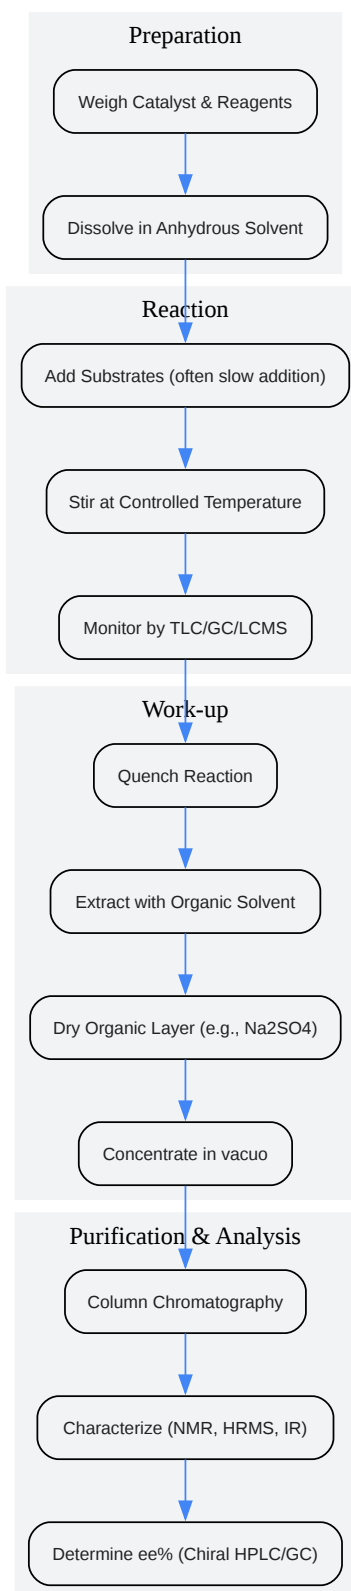 Preparation
Weigh Catalyst & Reagents
Dissolve in Anhydrous Solvent
Reaction
Add Substrates (often slow addition)
Stir at Controlled Temperature
Monitor by TLC/GC/LCMS
Work-up
Quench Reaction
Extract with Organic Solvent
Dry Organic Layer (e.g., Na2SO4)
Concentrate in vacuo
Purification & Analysis
Column Chromatography
Characterize (NMR, HRMS, IR)
Determine ee% (Chiral HPLC/GC)